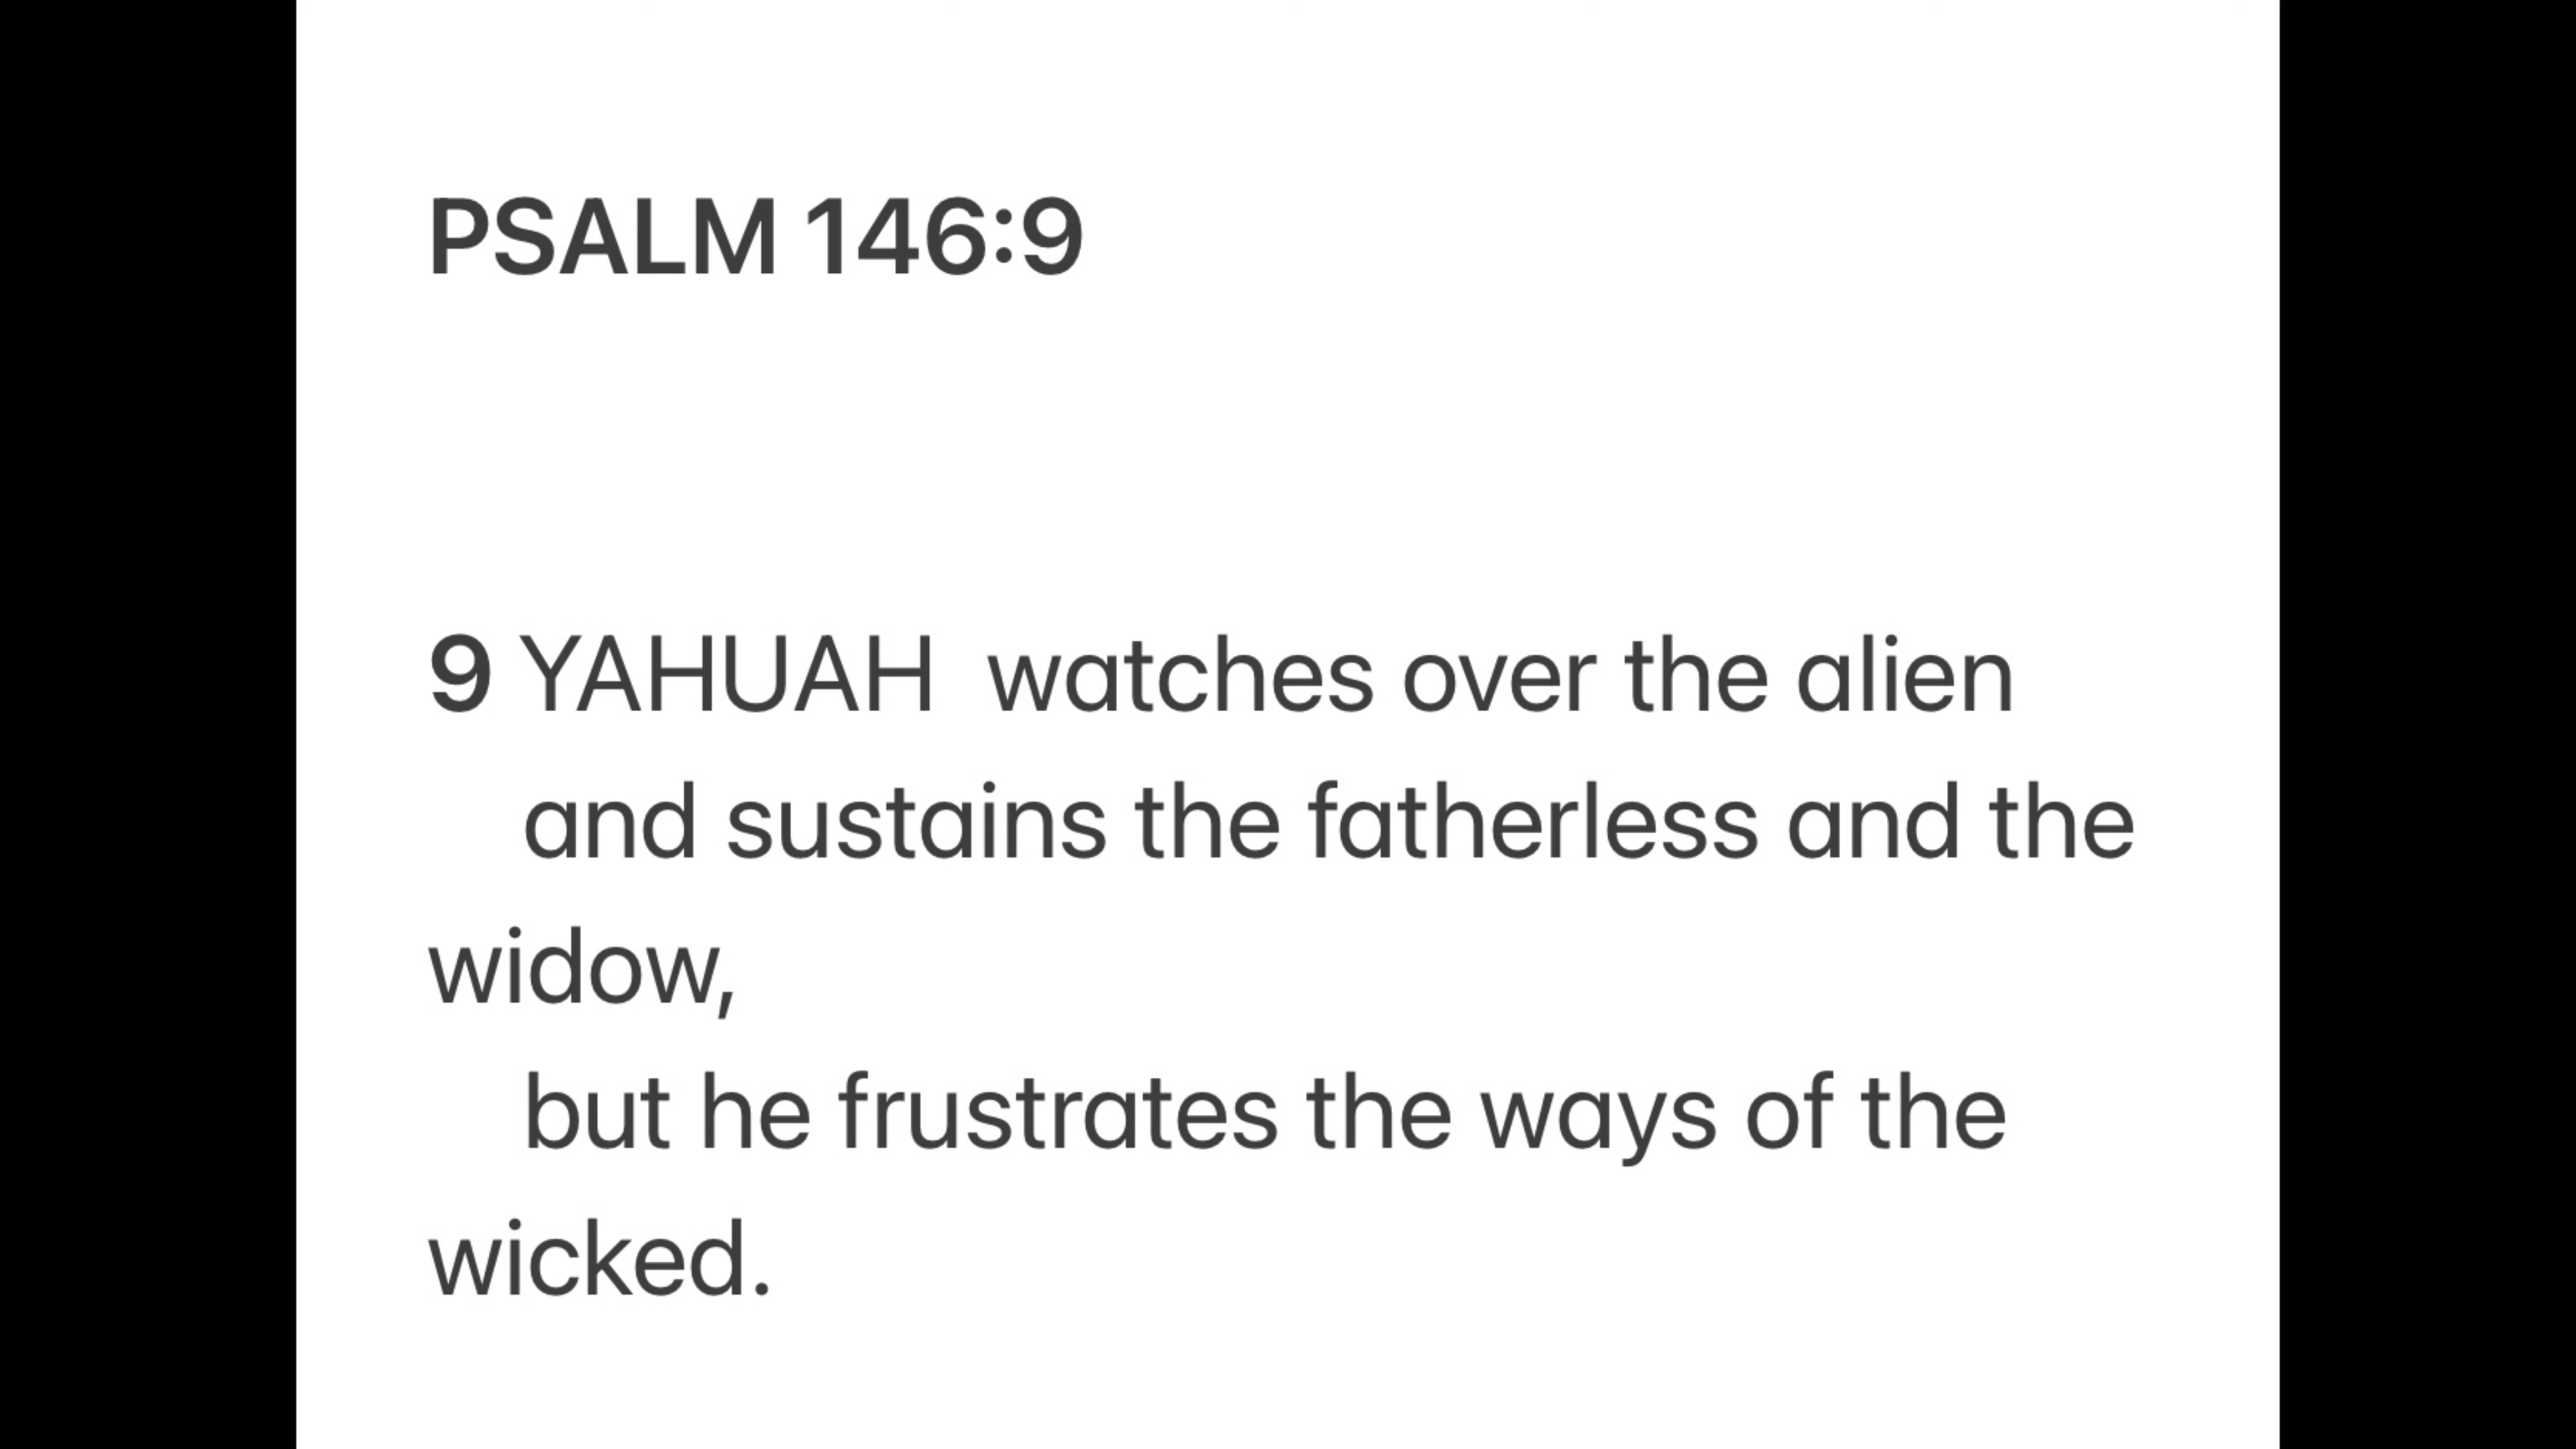 PSALM 146:9
9 YAHUAH  watches over the alien
and sustains the fatherless and the
widow,
but he frustrates the ways of the
wicked.